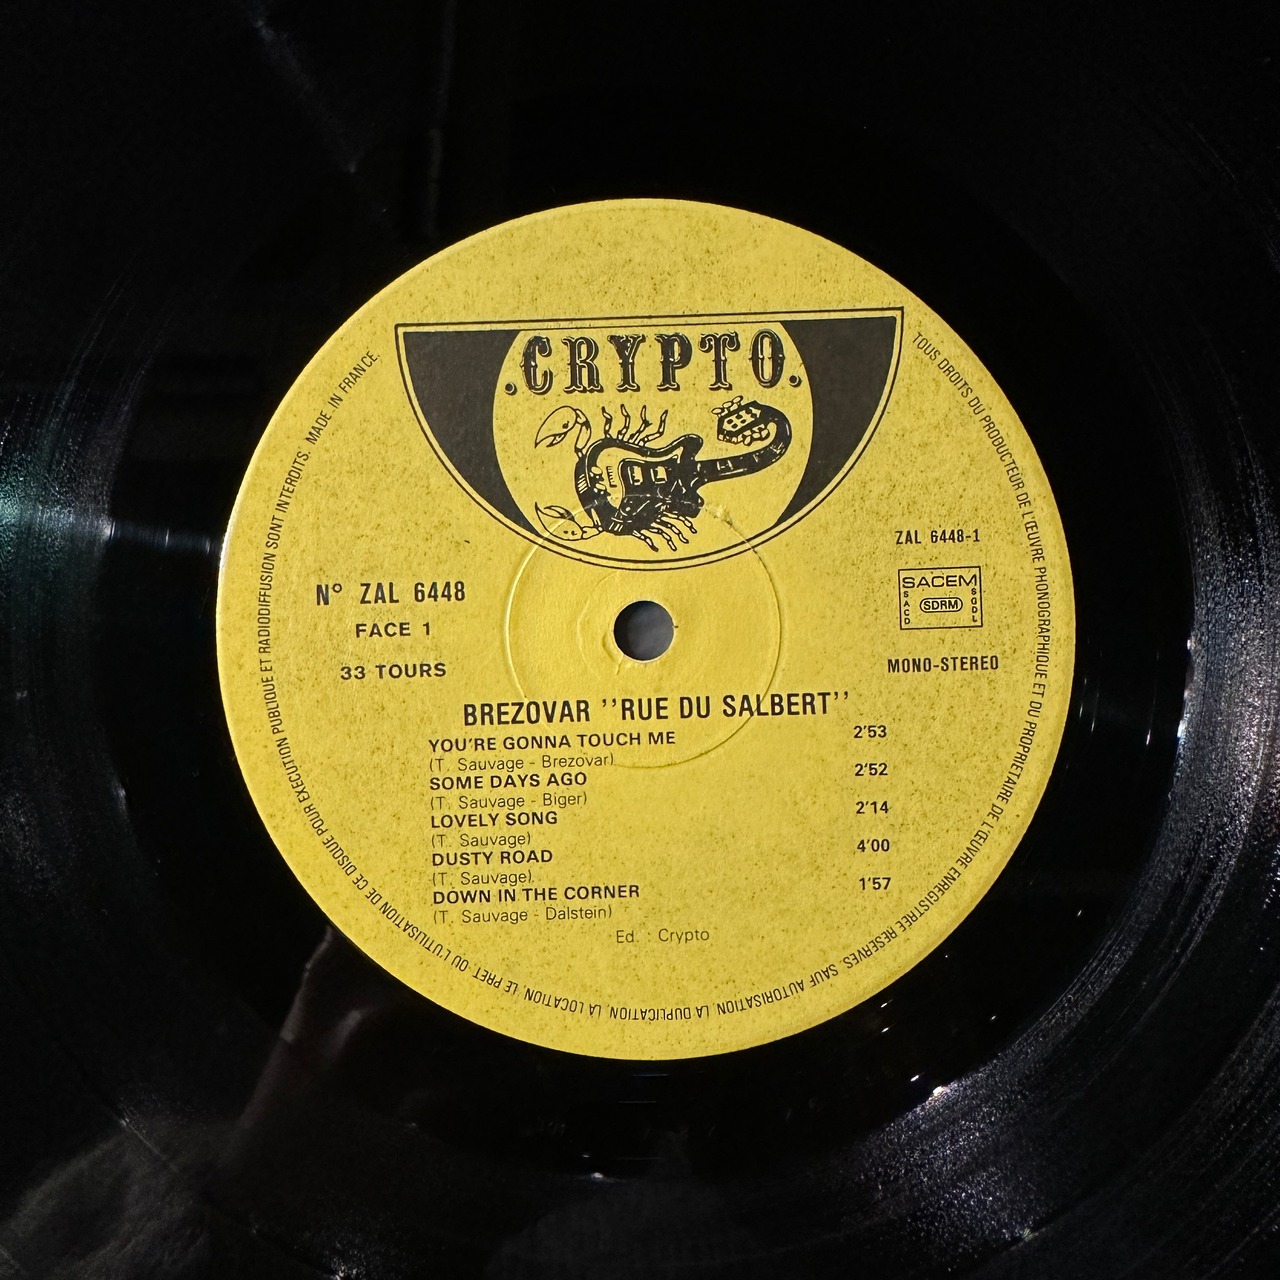 .CRYPTO.
N° ZAL 6448
FACE 1
33 TOURS
ZAL 6448-1
SACEM
SACD
SDRM
SGDL
MONO-STEREO
BREZOVAR ''RUE DU SALBERT''
YOU'RE GONNA TOUCH ME 2'53
(T. Sauvage - Brezovar)
SOME DAYS AGO 2'52
(T. Sauvage - Biger)
LOVELY SONG 2'14
(T. Sauvage)
DUSTY ROAD 4'00
(T. Sauvage).
DOWN IN THE CORNER 1'57
(T. Sauvage - Dalstein)
Ed. : Crypto
TOUS DROITS DU PRODUCTEUR DE L'ŒUVRE PHONOGRAPHIQUE ET DU PROPRIETAIRE DE L'ŒUVRE ENREGISTREE RESERVES. SAUF AUTORISATION, LA DUPLICATION, LA LOCATION, LE PRET, OU L'UTILISATION DE CE DISQUE POUR EXECUTION PUBLIQUE ET RADIODIFFUSION SONT INTERDITS. MADE IN FRANCE.